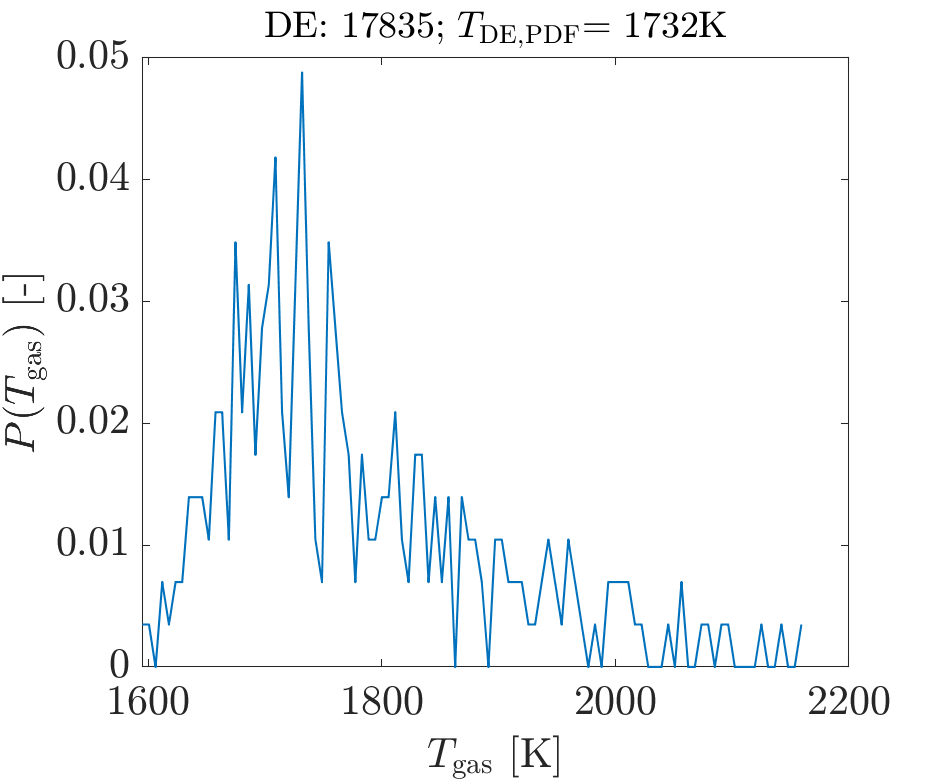 DE: 17835; T_DE,PDF= 1732K
0.05
0.04
0.03
0.02
0.01
0
P(T_gas) [-]
1600 1800 2000 2200
T_gas [K]